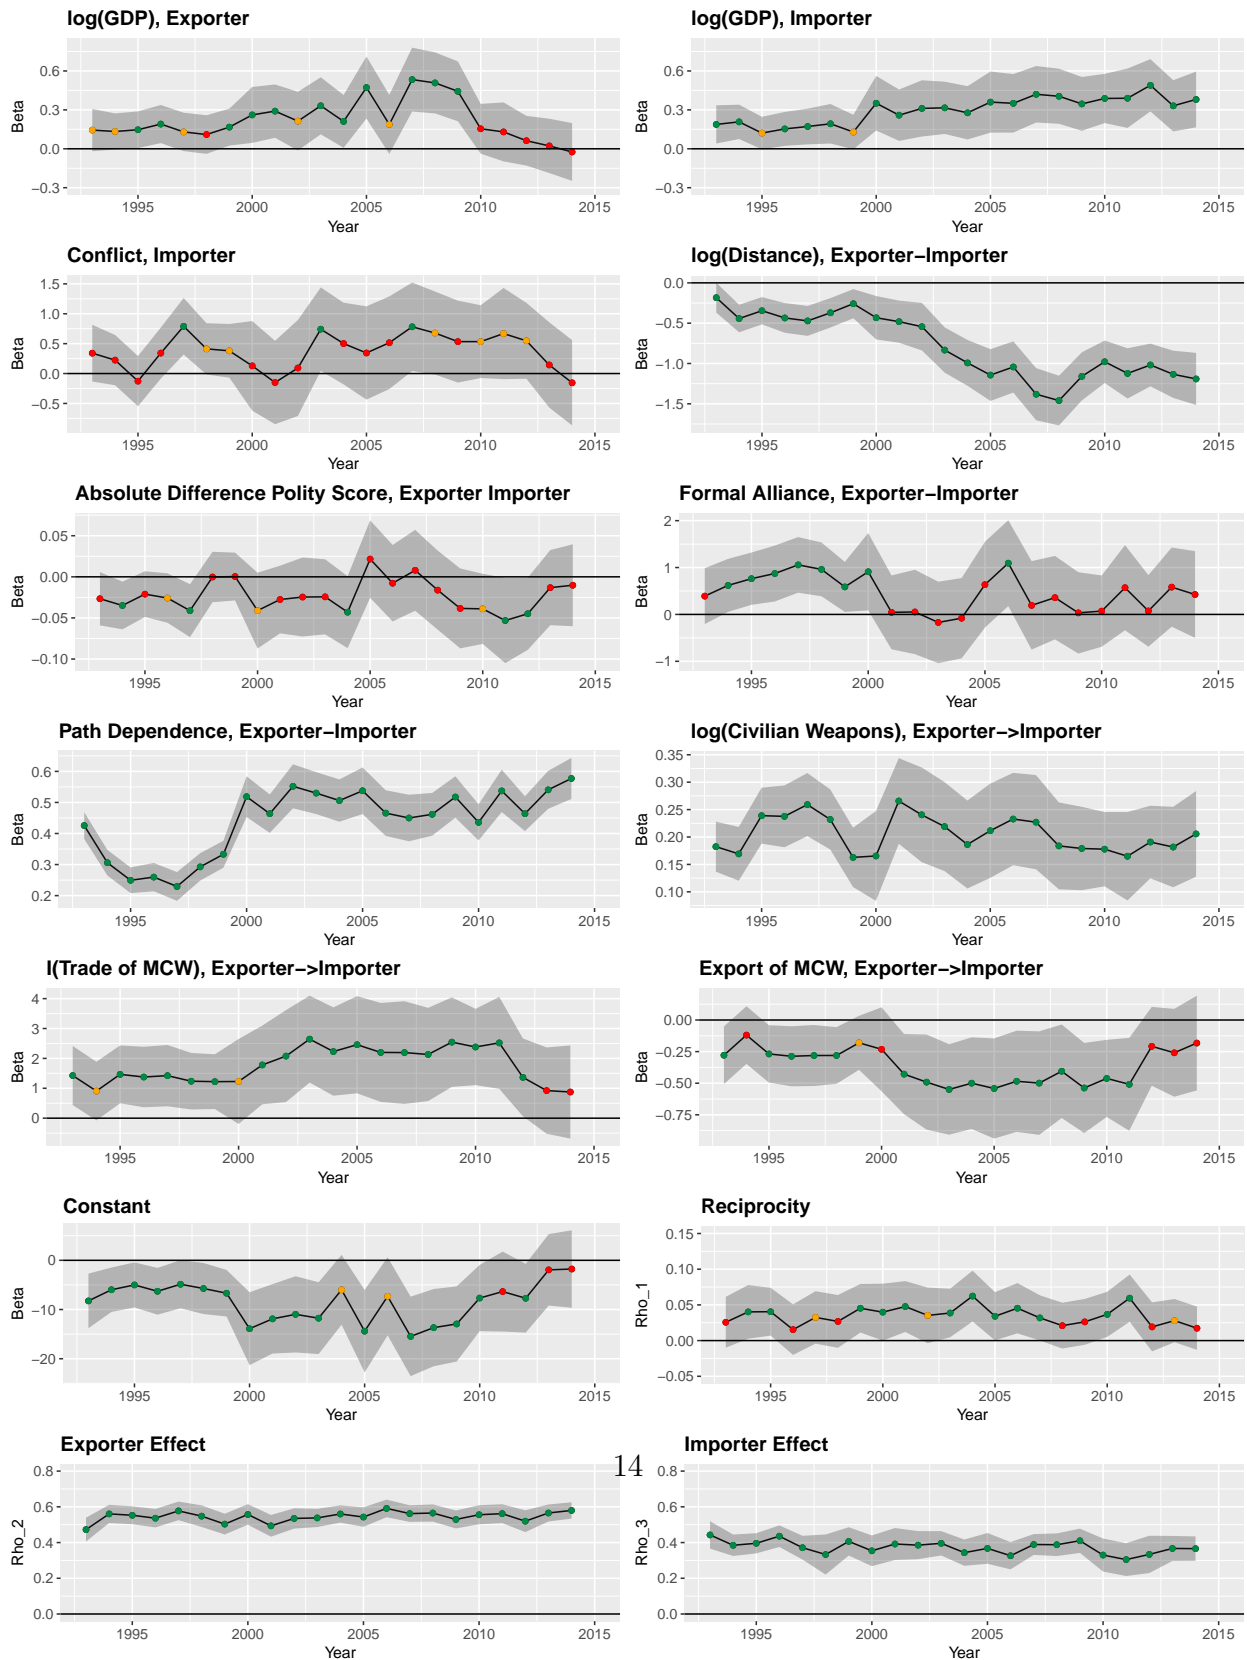 log(GDP), Exporter
0.6
0.3
0.0
−0.3
Beta
1995 2000 2005 2010 2015
Year
log(GDP), Importer
0.6
0.3
0.0
−0.3
Beta
1995 2000 2005 2010 2015
Year
Conflict, Importer
1.5
1.0
0.5
0.0
−0.5
Beta
1995 2000 2005 2010 2015
Year
log(Distance), Exporter−Importer
0.0
−0.5
−1.0
−1.5
Beta
1995 2000 2005 2010 2015
Year
Absolute Difference Polity Score, Exporter Importer
0.05
0.00
−0.05
−0.10
Beta
1995 2000 2005 2010 2015
Year
Formal Alliance, Exporter−Importer
2
1
0
−1
Beta
1995 2000 2005 2010 2015
Year
Path Dependence, Exporter−Importer
0.6
0.5
0.4
0.3
0.2
Beta
1995 2000 2005 2010 2015
Year
log(Civilian Weapons), Exporter−>Importer
0.35
0.30
0.25
0.20
0.15
0.10
Beta
1995 2000 2005 2010 2015
Year
I(Trade of MCW), Exporter−>Importer
4
3
2
1
0
Beta
1995 2000 2005 2010 2015
Year
Export of MCW, Exporter−>Importer
0.00
−0.25
−0.50
−0.75
Beta
1995 2000 2005 2010 2015
Year
Constant
0
−10
−20
Beta
1995 2000 2005 2010 2015
Year
Reciprocity
0.15
0.10
0.05
0.00
−0.05
Rho_1
1995 2000 2005 2010 2015
Year
Exporter Effect
0.8
0.6
0.4
0.2
0.0
Rho_2
1995 2000 2005 2010 2015
Year
14
Importer Effect
0.8
0.6
0.4
0.2
0.0
Rho_3
1995 2000 2005 2010 2015
Year